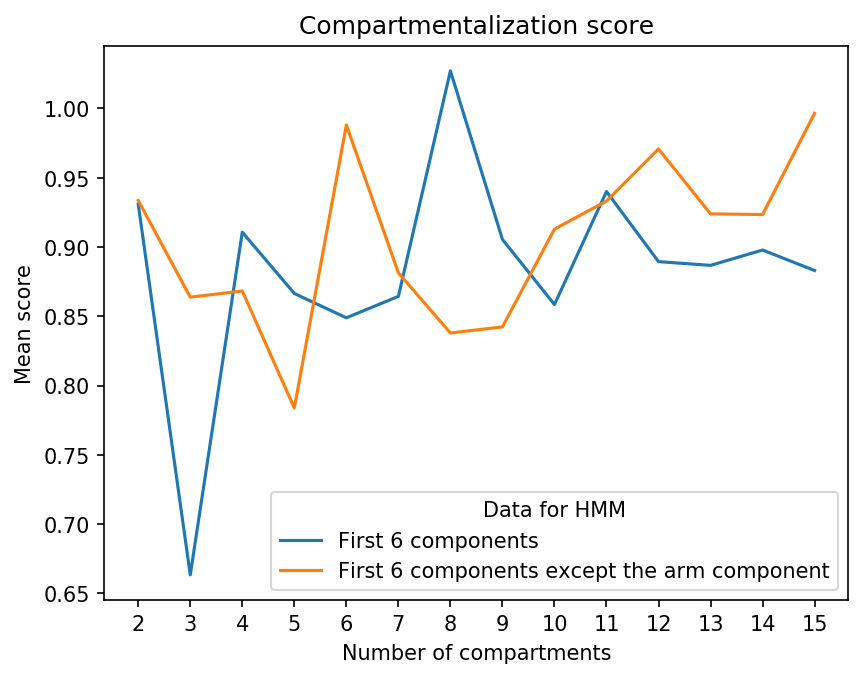 Compartmentalization score
Mean score
1.00
0.95
0.90
0.85
0.80
0.75
0.70
0.65
Data for HMM
First 6 components
First 6 components except the arm component
2 3 4 5 6 7 8 9 10 11 12 13 14 15
Number of compartments